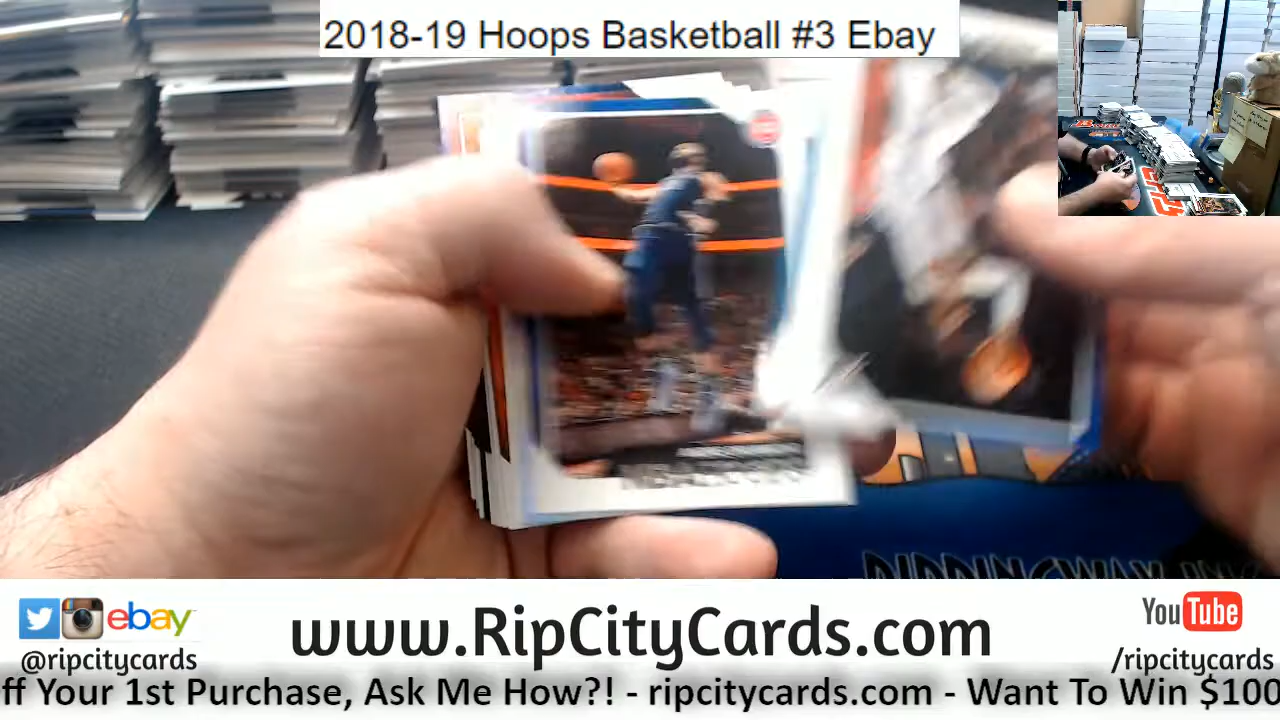 2018-19 Hoops Basketball #3 Ebay
ebay
@ripcitycards
www.RipCityCards.com
YouTube
/ripcitycards
ff Your 1st Purchase, Ask Me How?! - ripcitycards.com - Want To Win $100